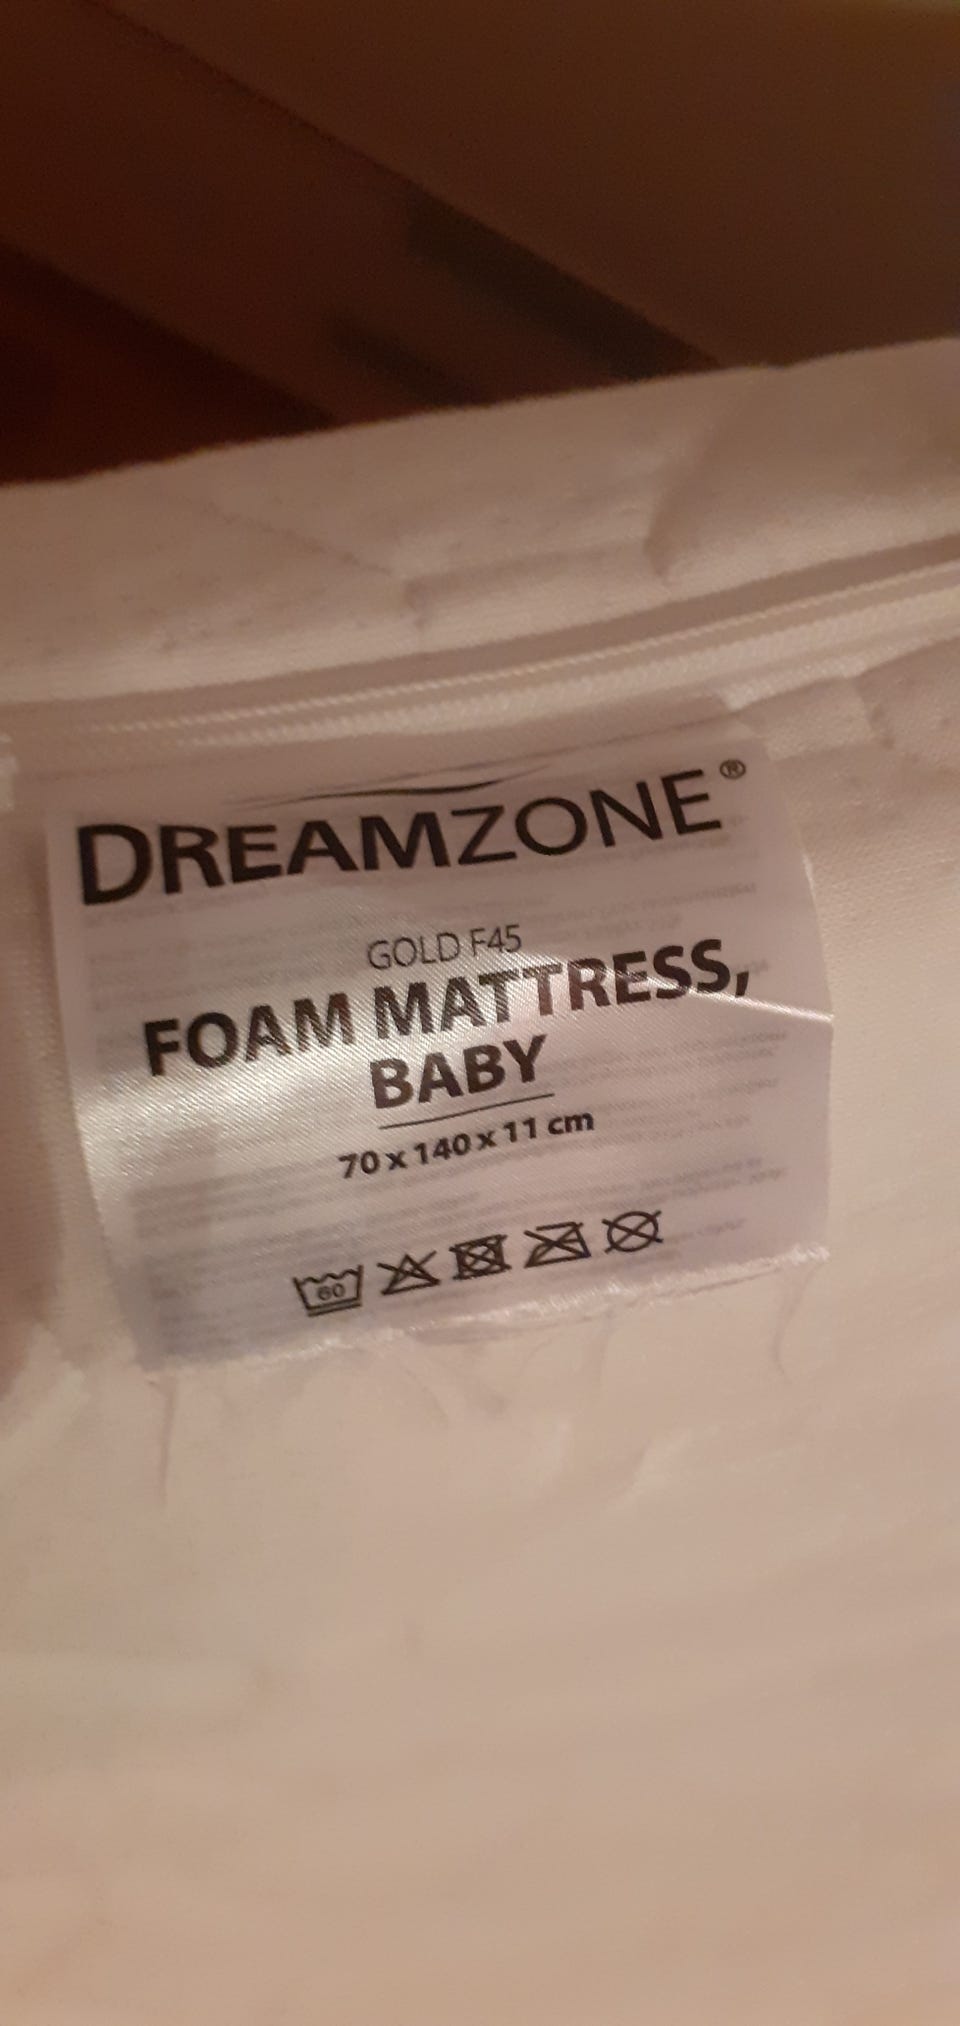 DREAMZONE®
GOLD F45
FOAM MATTRESS,
BABY
70 x 140 x 11 cm
60